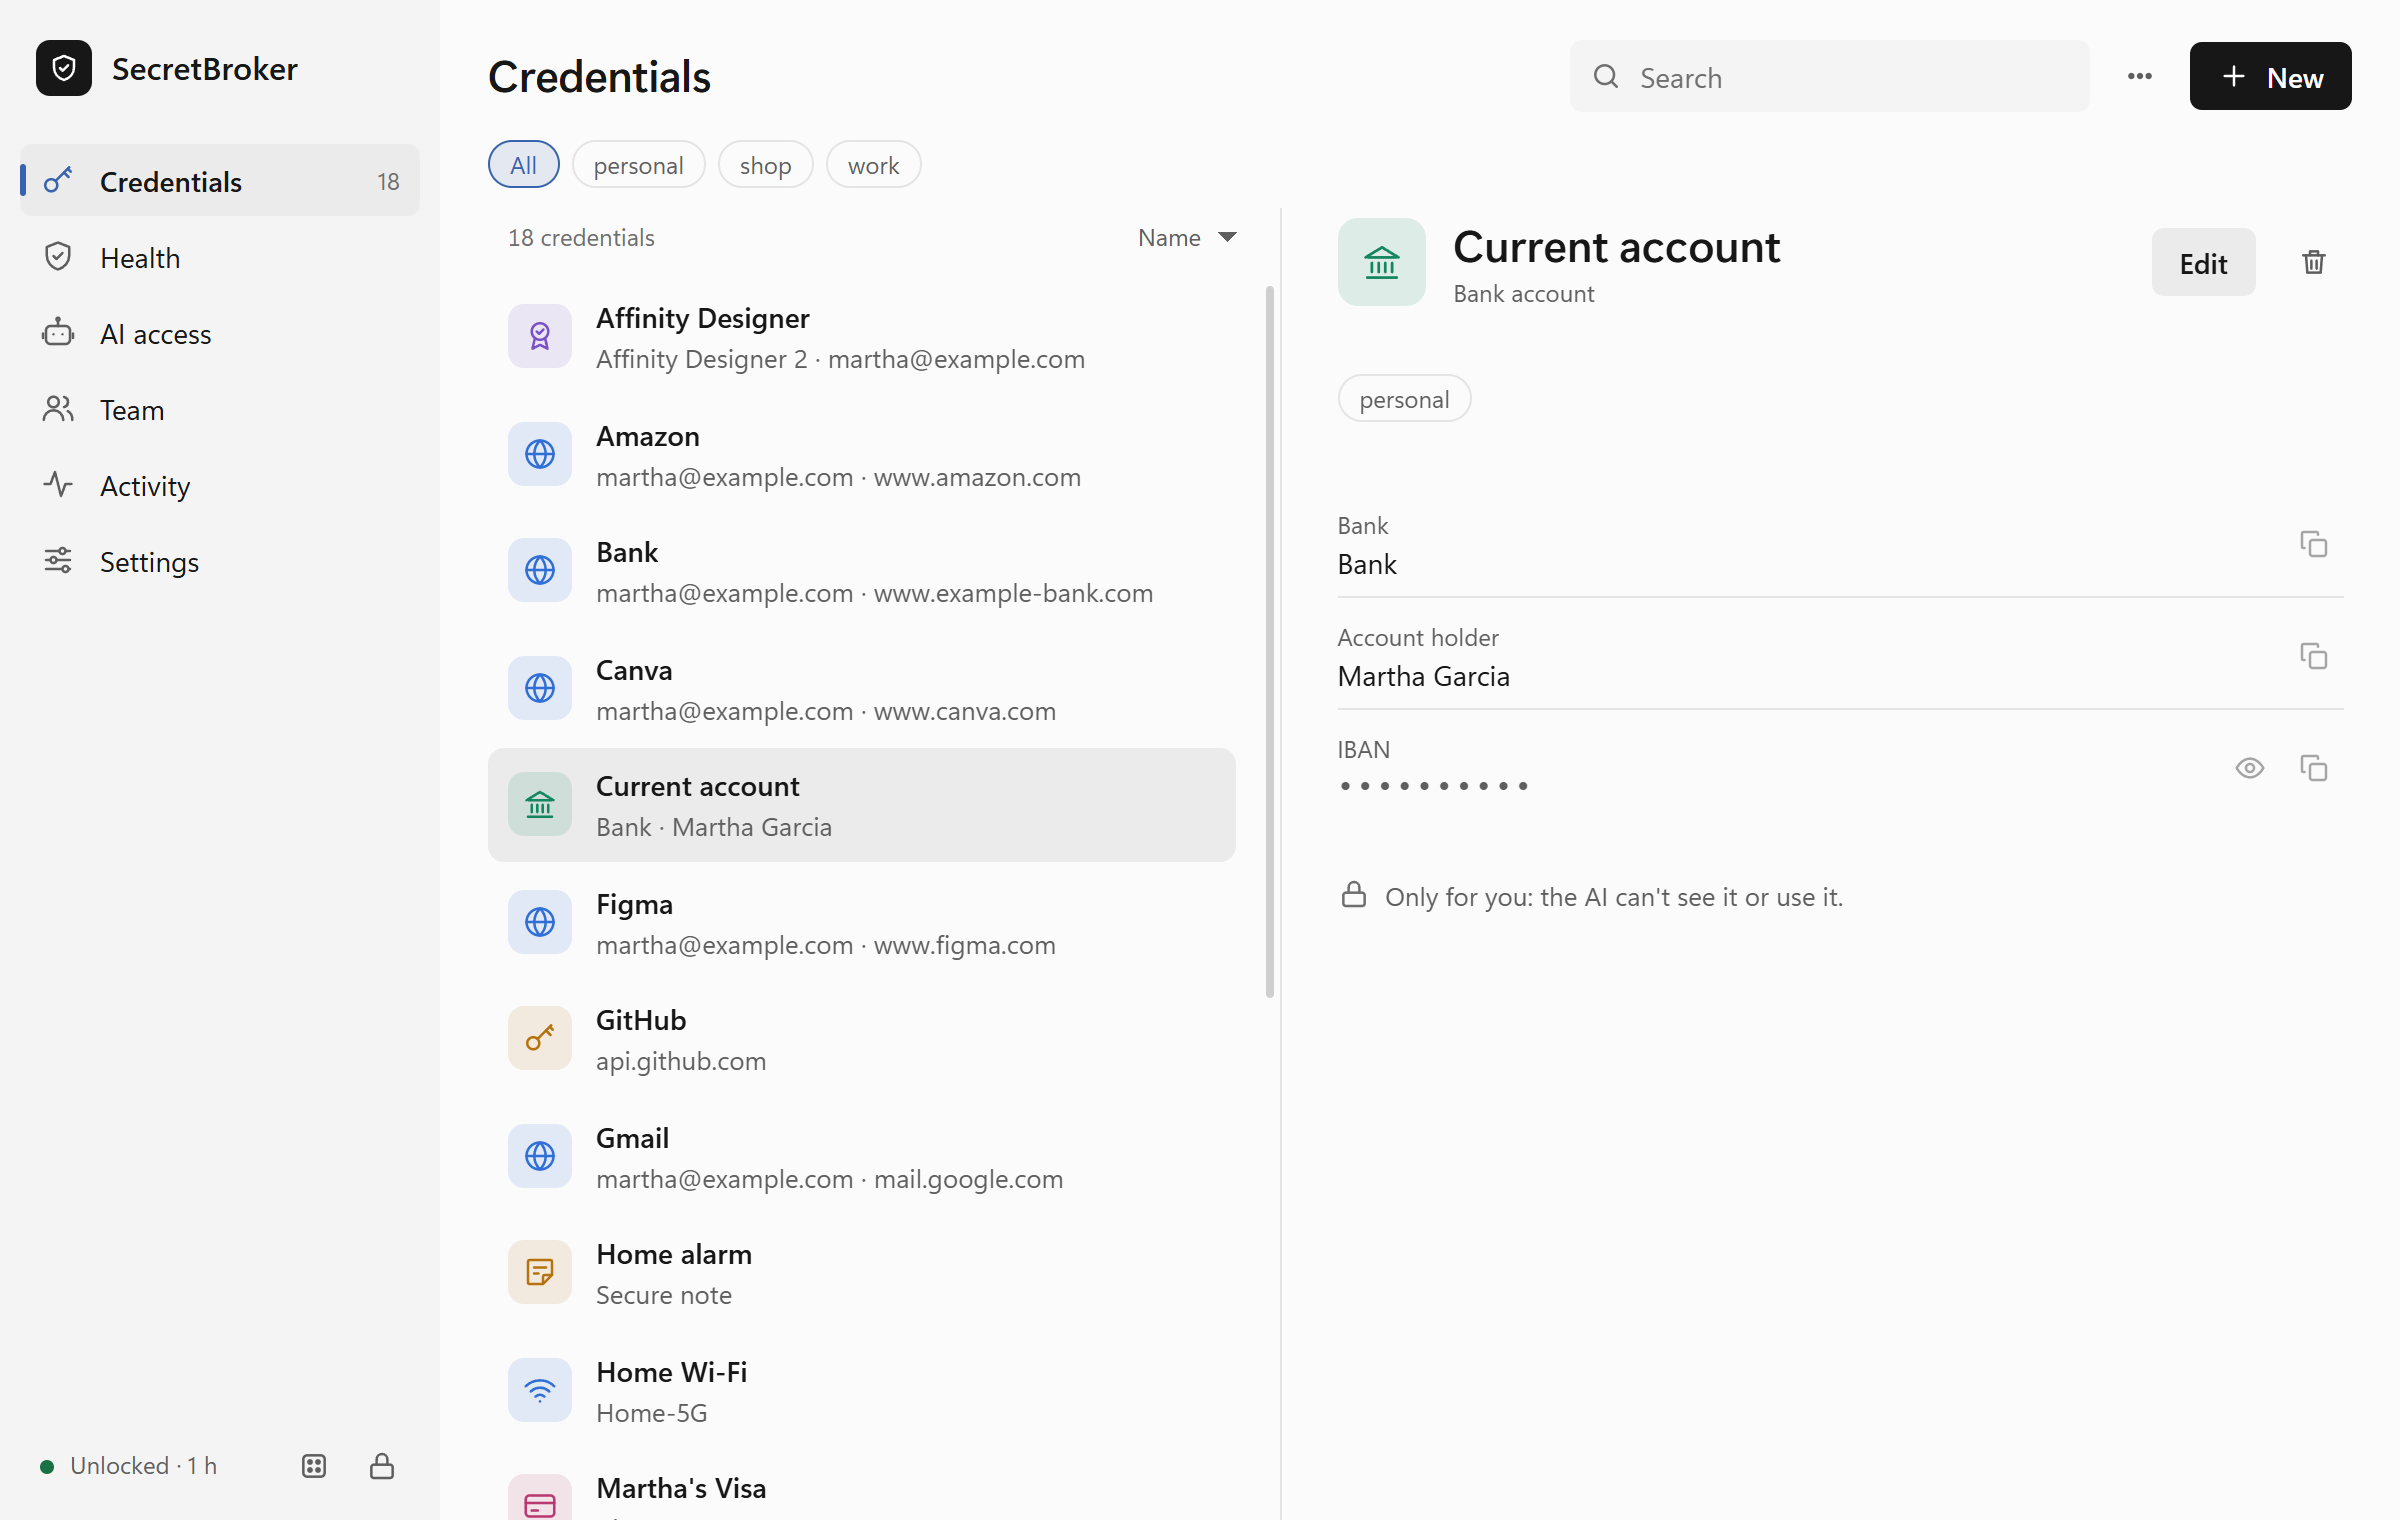 SecretBroker
Credentials 18
Health
AI access
Team
Activity
Settings
Unlocked · 1 h
Credentials
Search
New
All
personal
shop
work
18 credentials
Name
Affinity Designer
Affinity Designer 2 · martha@example.com
Amazon
martha@example.com · www.amazon.com
Bank
martha@example.com · www.example-bank.com
Canva
martha@example.com · www.canva.com
Current account
Bank · Martha Garcia
Figma
martha@example.com · www.figma.com
GitHub
api.github.com
Gmail
martha@example.com · mail.google.com
Home alarm
Secure note
Home Wi-Fi
Home-5G
Martha's Visa
Current account
Bank account
Edit
personal
Bank
Bank
Account holder
Martha Garcia
IBAN
••••••••••
Only for you: the AI can't see it or use it.